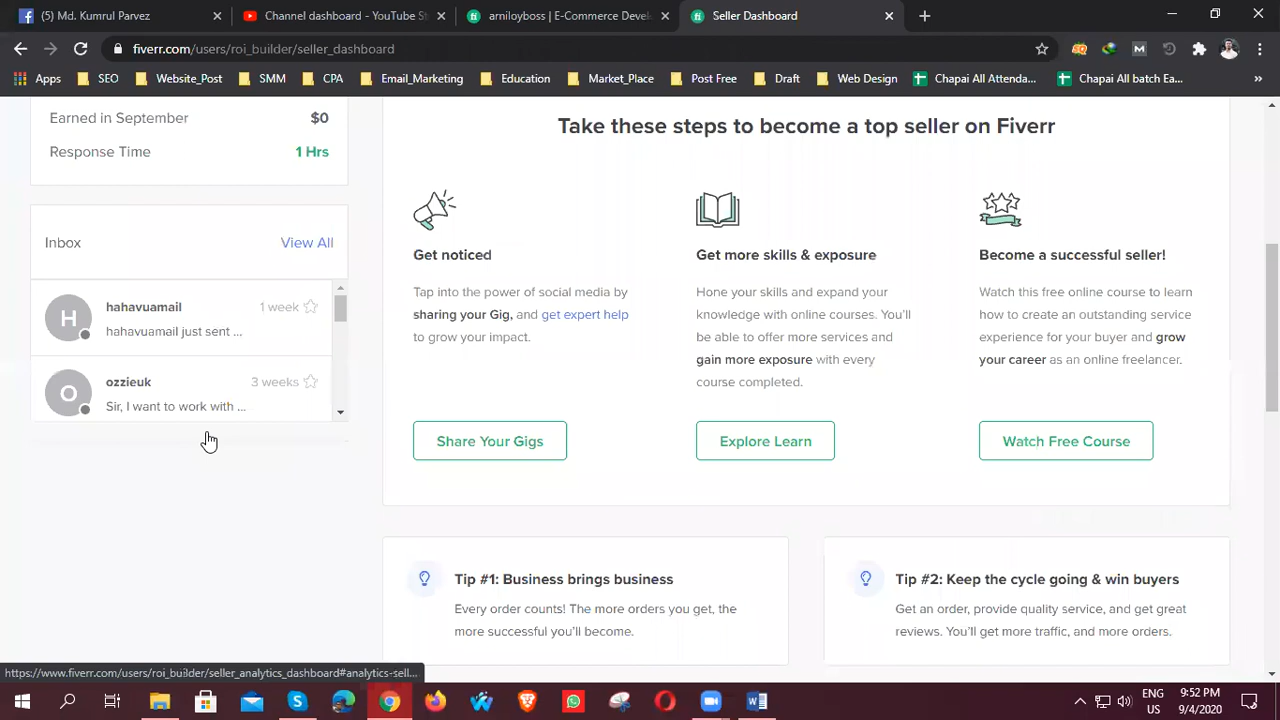 (5) Md. Kumrul Parvez
Channel dashboard - YouTube St
arniloyboss | E-Commerce Devel
Seller Dashboard
fiverr.com/users/roi_builder/seller_dashboard
Apps
SEO
Website_Post
SMM
CPA
Email_Marketing
Education
Market_Place
Post Free
Draft
Web Design
Chapai All Attenda...
Chapai All batch Ea...
»
Earned in September $0
Response Time 1 Hrs
Inbox View All
H
hahavuamail 1 week
hahavuamail just sent ...
O
ozzieuk 3 weeks
Sir, I want to work with ...
Take these steps to become a top seller on Fiverr
Get noticed
Tap into the power of social media by
sharing your Gig, and get expert help
to grow your impact.
Share Your Gigs
Get more skills & exposure
Hone your skills and expand your
knowledge with online courses. You'll
be able to offer more services and
gain more exposure with every
course completed.
Explore Learn
Become a successful seller!
Watch this free online course to learn
how to create an outstanding service
experience for your buyer and grow
your career as an online freelancer.
Watch Free Course
Tip #1: Business brings business
Every order counts! The more orders you get, the
more successful you'll become.
Tip #2: Keep the cycle going & win buyers
Get an order, provide quality service, and get great
reviews. You'll get more traffic, and more orders.
https://www.fiverr.com/users/roi_builder/seller_analytics_dashboard#analytics-sell...
ENG
US
9:52 PM
9/4/2020